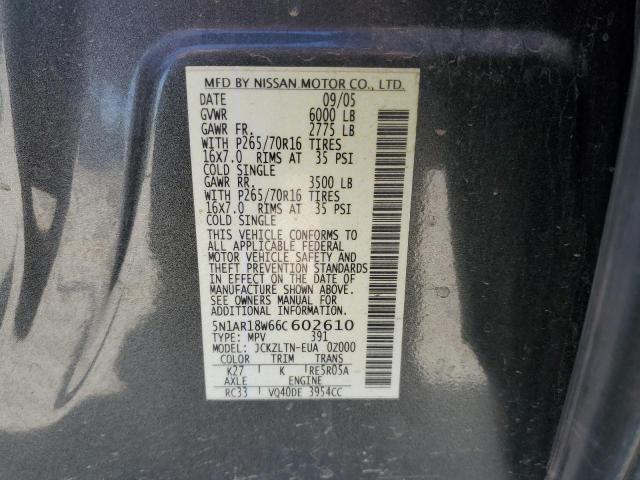 MFD BY NISSAN MOTOR CO., LTD.
DATE 09/05
GVWR 6000 LB
GAWR FR. 2775 LB
WITH P265/70R16 TIRES
16X7.0 RIMS AT 35 PSI
COLD SINGLE
GAWR RR. 3500 LB
WITH P265/70R16 TIRES
16X7.0 RIMS AT 35 PSI
COLD SINGLE
THIS VEHICLE CONFORMS TO
ALL APPLICABLE FEDERAL
MOTOR VEHICLE SAFETY AND
THEFT PREVENTION STANDARDS
IN EFFECT ON THE DATE OF
MANUFACTURE SHOWN ABOVE.
SEE OWNERS MANUAL FOR
ADDITIONAL INFORMATION.
5N1AR18W66C602610
TYPE: MPV 391
MODEL: JCKZLTN-EUA 0Z000
COLOR TRIM TRANS
K27 K RE5R05A
AXLE ENGINE
RC33 VQ40DE 3954CC